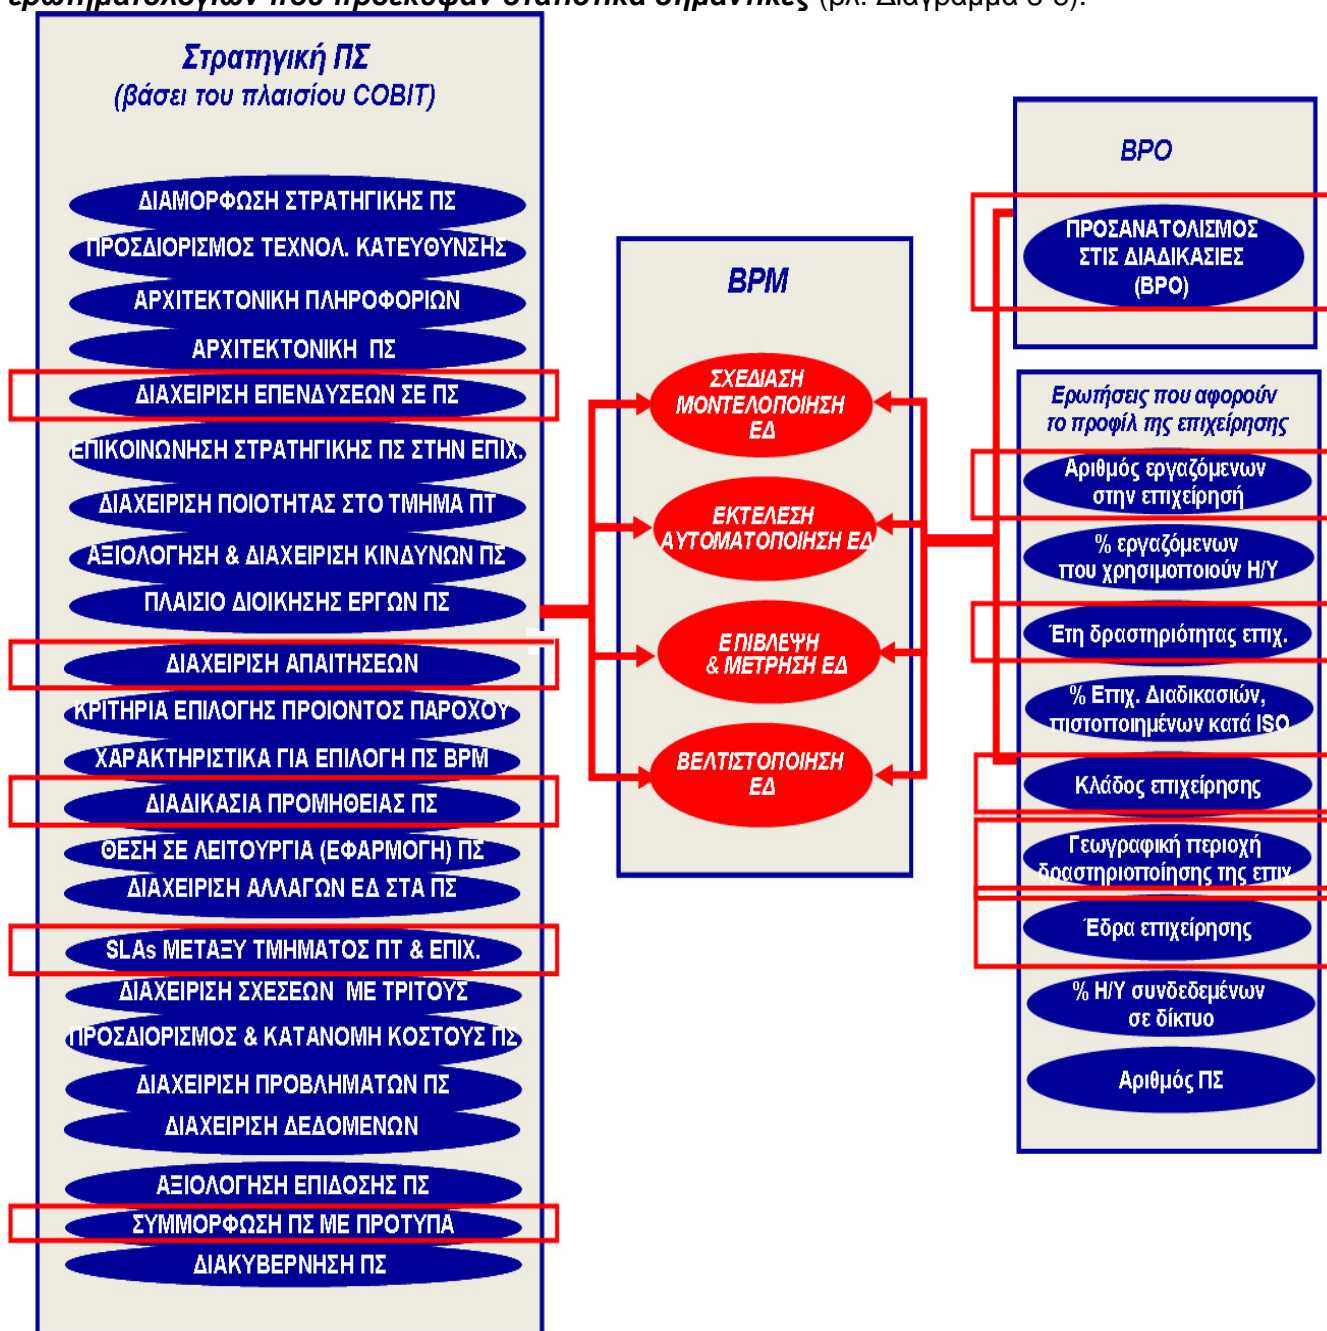 ερωτηματολογίων που προέκυψαν στατιστικά σημαντικές (βλ. Διάγραμμα
Στρατηγική ΠΣ
(βάσει του πλαισίου COBIT)
ΔΙΑΜΟΡΦΩΣΗ ΣΤΡΑΤΗΓΙΚΗΣ ΠΣ
ΠΡΟΣΔΙΟΡΙΣΜΟΣ ΤΕΧΝΟΛ. ΚΑΤΕΥΘΥΝΣΗΣ
ΑΡΧΙΤΕΚΤΟΝΙΚΗ ΠΛΗΡΟΦΟΡΙΩΝ
ΑΡΧΙΤΕΚΤΟΝΙΚΗ ΠΣ
ΔΙΑΧΕΙΡΙΣΗ ΕΠΕΝΔΥΣΕΩΝ ΣΕ ΠΣ
ΕΠΙΚΟΙΝΩΝΗΣΗ ΣΤΡΑΤΗΓΙΚΗΣ ΠΣ ΣΤΗΝ ΕΠΙΧ.
ΔΙΑΧΕΙΡΙΣΗ ΠΟΙΟΤΗΤΑΣ ΣΤΟ ΤΜΗΜΑ ΠΤ
ΑΞΙΟΛΟΓΗΣΗ & ΔΙΑΧΕΙΡΙΣΗ ΚΙΝΔΥΝΩΝ ΠΣ
ΠΛΑΙΣΙΟ ΔΙΟΙΚΗΣΗΣ ΕΡΓΩΝ ΠΣ
ΔΙΑΧΕΙΡΙΣΗ ΑΠΑΙΤΗΣΕΩΝ
ΚΡΙΤΗΡΙΑ ΕΠΙΛΟΓΗΣ ΠΡΟΙΟΝΤΟΣ ΠΑΡΟΧΟΥ
ΧΑΡΑΚΤΗΡΙΣΤΙΚΑ ΓΙΑ ΕΠΙΛΟΓΗ ΠΣ BPM
ΔΙΑΔΙΚΑΣΙΑ ΠΡΟΜΗΘΕΙΑΣ ΠΣ
ΘΕΣΗ ΣΕ ΛΕΙΤΟΥΡΓΙΑ (ΕΦΑΡΜΟΓΗ) ΠΣ
ΔΙΑΧΕΙΡΙΣΗ ΑΛΛΑΓΩΝ ΕΔ ΣΤΑ ΠΣ
SLAs ΜΕΤΑΞΥ ΤΜΗΜΑΤΟΣ ΠΤ & ΕΠΙΧ.
ΔΙΑΧΕΙΡΙΣΗ ΣΧΕΣΕΩΝ ΜΕ ΤΡΙΤΟΥΣ
ΠΡΟΣΔΙΟΡΙΣΜΟΣ & ΚΑΤΑΝΟΜΗ ΚΟΣΤΟΥΣ ΠΣ
ΔΙΑΧΕΙΡΙΣΗ ΠΡΟΒΛΗΜΑΤΩΝ ΠΣ
ΔΙΑΧΕΙΡΙΣΗ ΔΕΔΟΜΕΝΩΝ
ΑΞΙΟΛΟΓΗΣΗ ΕΠΙΔΟΣΗΣ ΠΣ
ΣΥΜΜΟΡΦΩΣΗ ΠΣ ΜΕ ΠΡΟΤΥΠΑ
ΔΙΑΚΥΒΕΡΝΗΣΗ ΠΣ
BPM
ΣΧΕΔΙΑΣΗ
ΜΟΝΤΕΛΟΠΟΙΗΣΗ
ΕΔ
ΕΚΤΕΛΕΣΗ
ΑΥΤΟΜΑΤΟΠΟΙΗΣΗ ΕΔ
ΕΠΙΒΛΕΨΗ
& ΜΕΤΡΗΣΗ ΕΔ
ΒΕΛΤΙΣΤΟΠΟΙΗΣΗ
ΕΔ
BPO
ΠΡΟΣΑΝΑΤΟΛΙΣΜΟΣ
ΣΤΙΣ ΔΙΑΔΙΚΑΣΙΕΣ
(BPO)
Ερωτήσεις που αφορούν
το προφίλ της επιχείρησης
Αριθμός εργαζόμενων
στην επιχείρησή
% εργαζόμενων
που χρησιμοποιούν Η/Υ
Έτη δραστηριότητας επιχ.
% Επιχ. Διαδικασιών,
πιστοποιημένων κατά ISO
Κλάδος επιχείρησης
Γεωγραφική περιοχή
δραστηριοποίησης της επιχ.
Έδρα επιχείρησης
% Η/Υ συνδεδεμένων
σε δίκτυο
Αριθμός ΠΣ